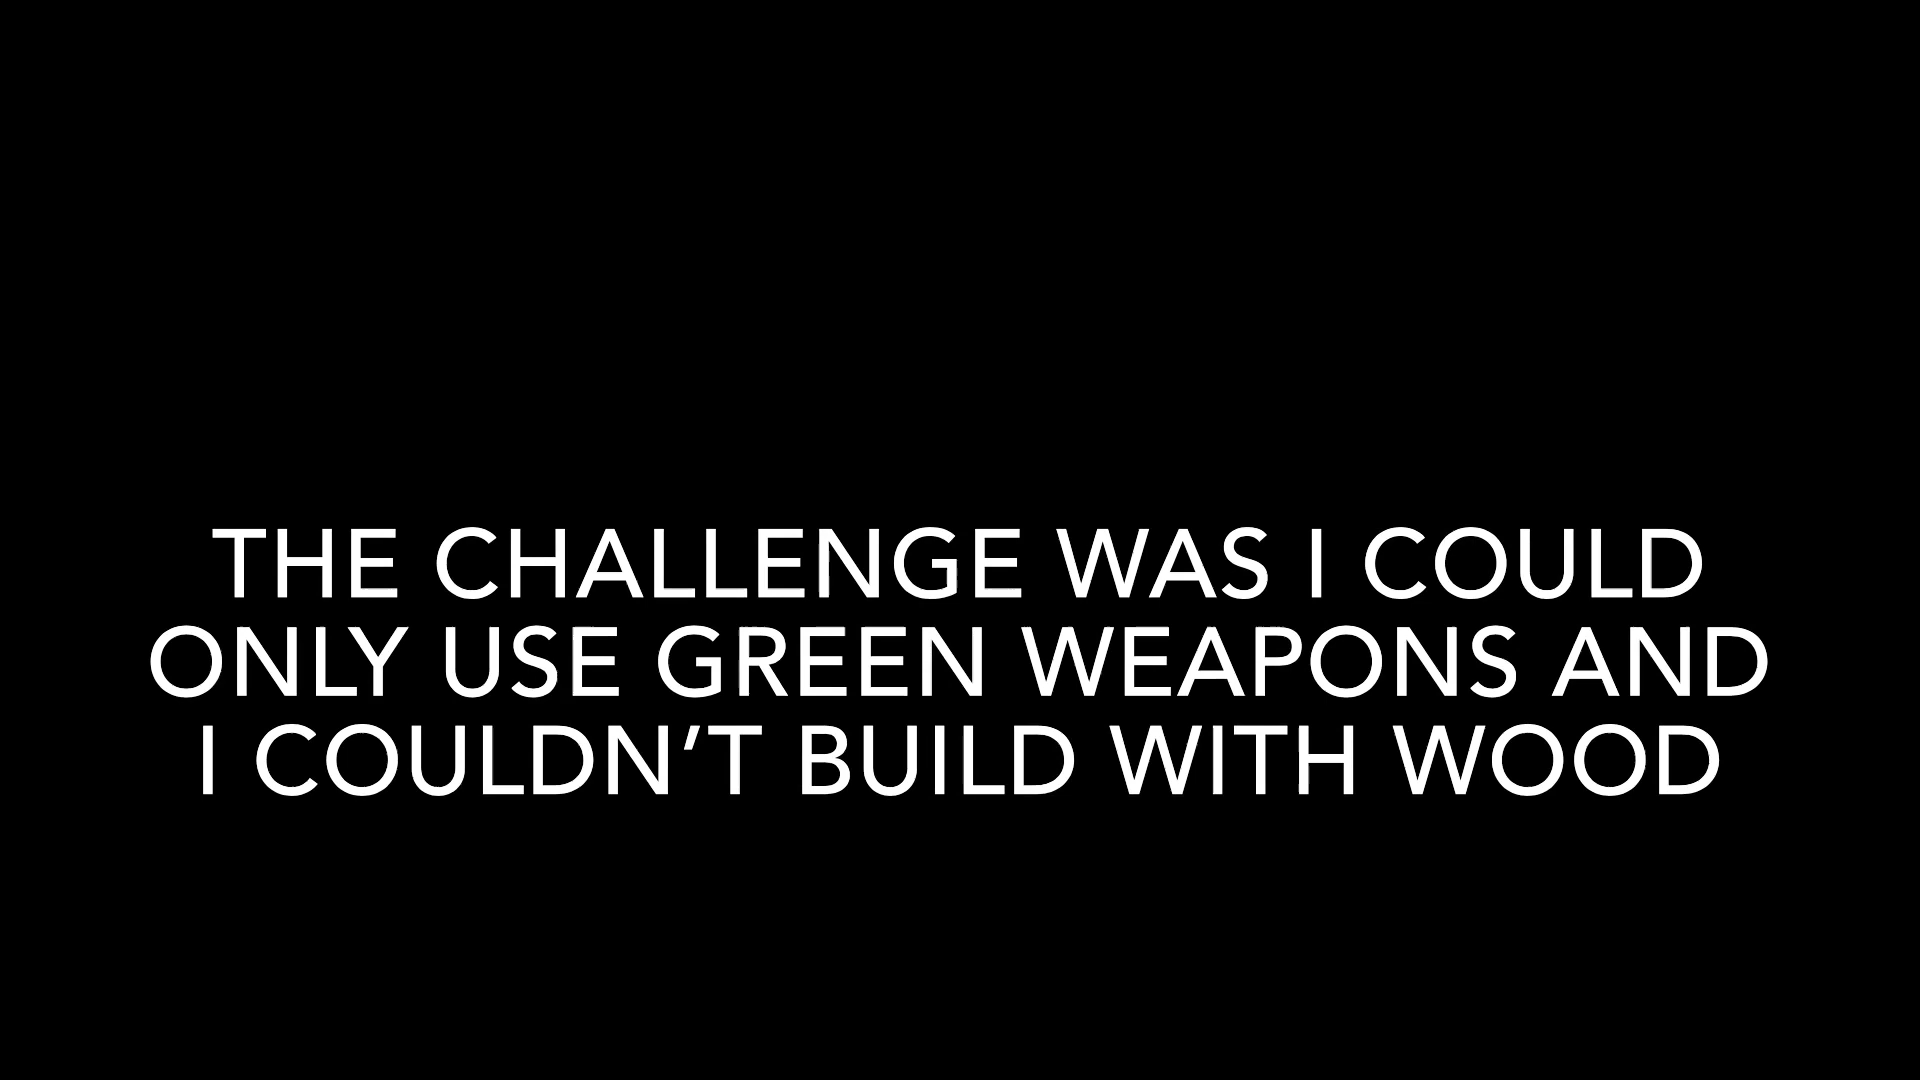 THE CHALLENGE WAS I COULD
ONLY USE GREEN WEAPONS AND
I COULDN’T BUILD WITH WOOD